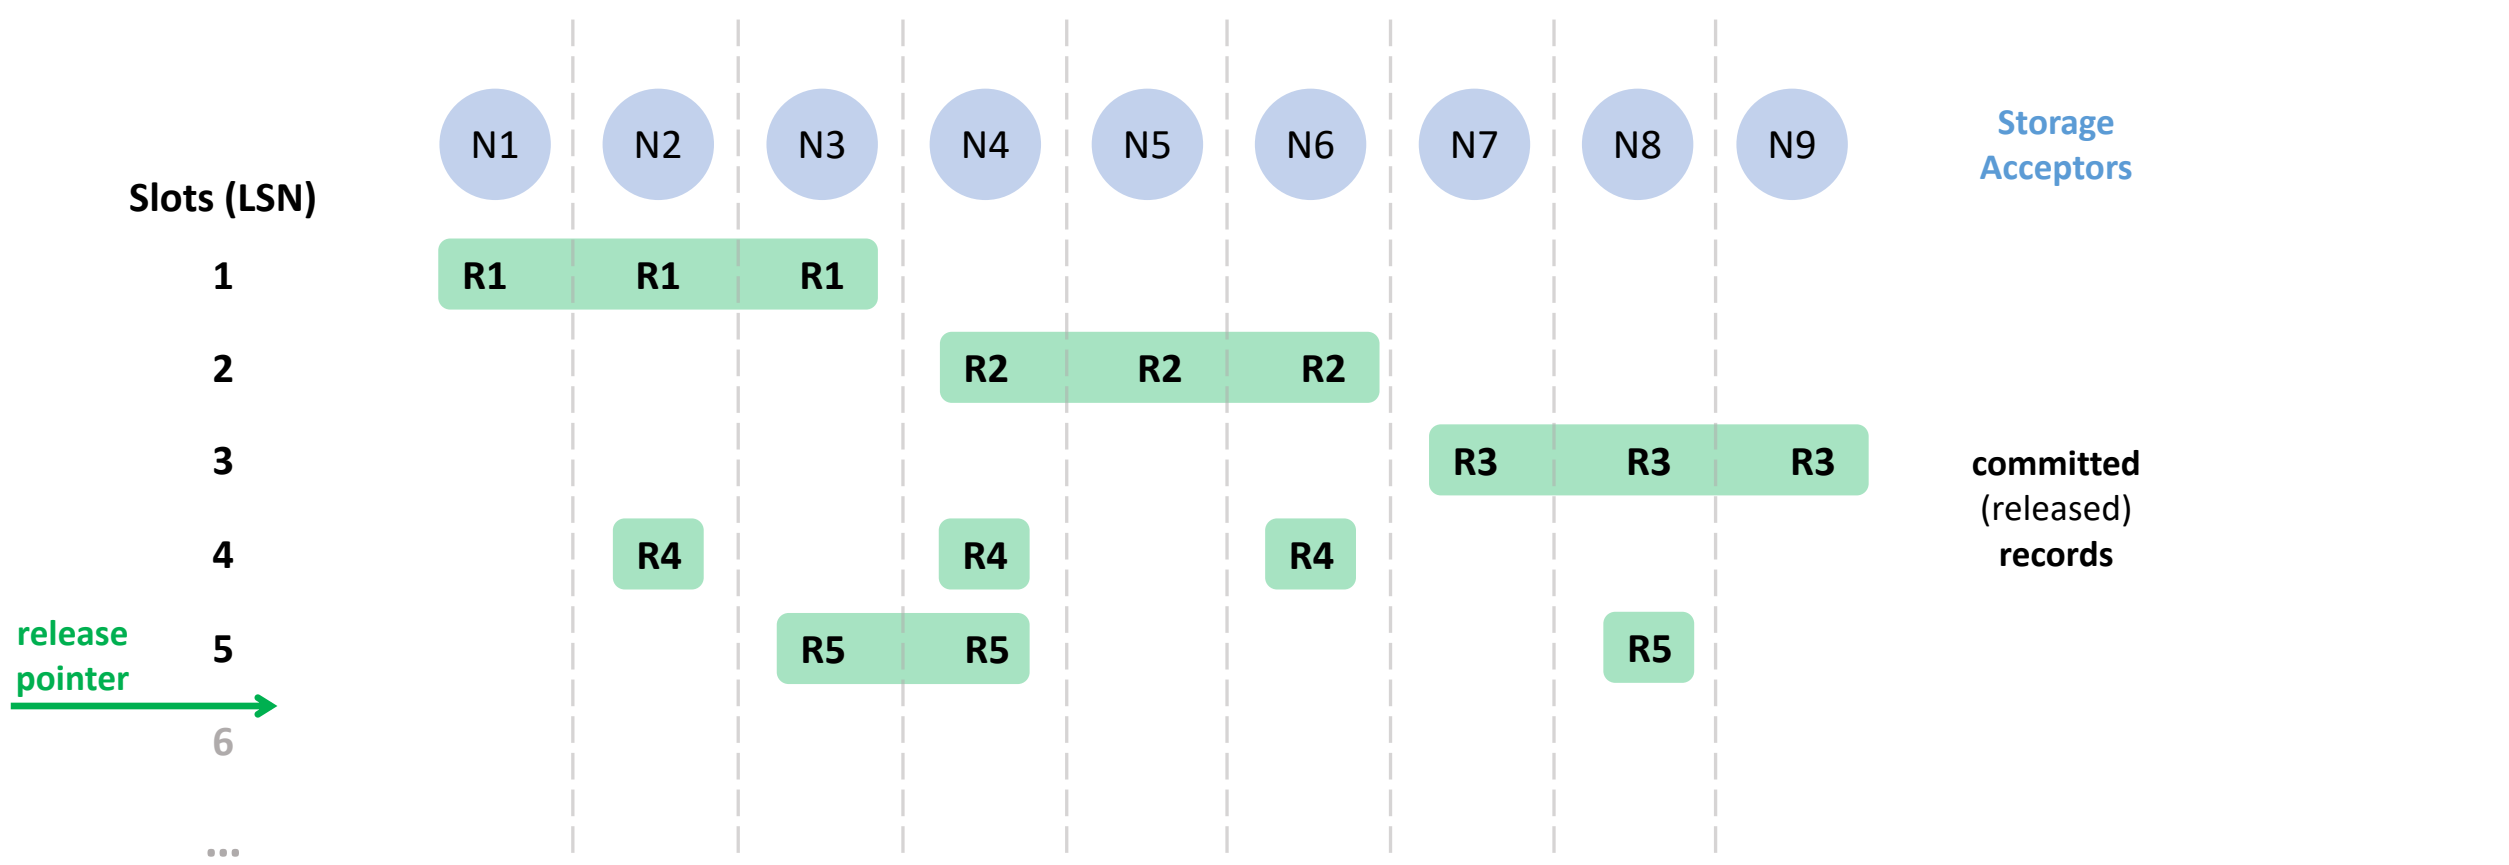 N1 N2 N3 N4 N5 N6 N7 N8 N9
Storage
Acceptors
Slots (LSN)
1 R1 R1 R1
2 R2 R2 R2
3 R3 R3 R3
committed
(released)
records
4 R4 R4 R4
5 R5 R5 R5
release
pointer
6
...